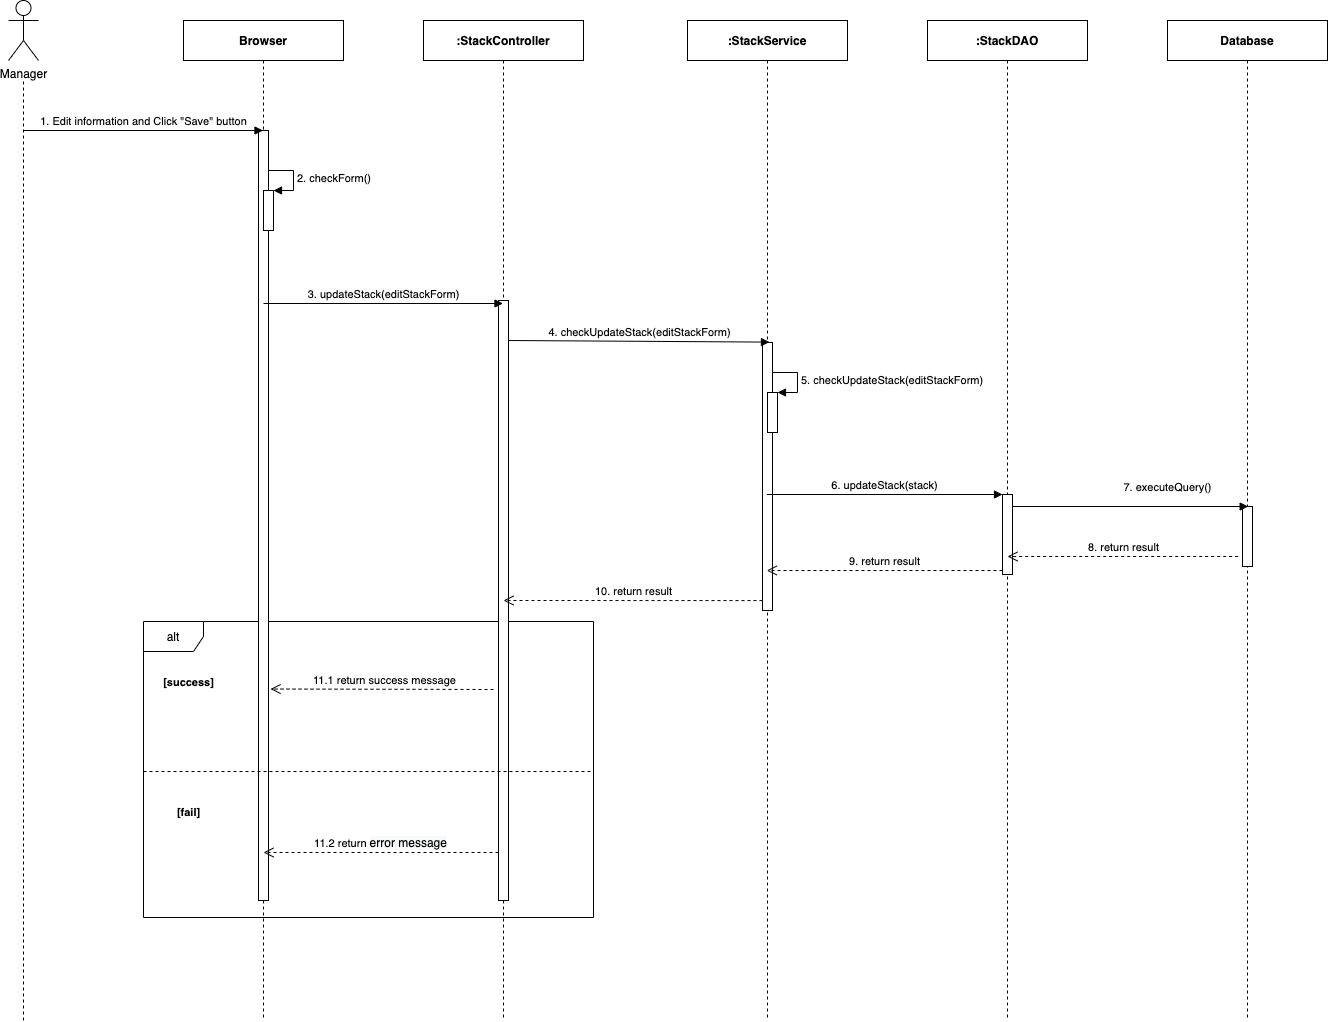 Browser
:StackController
:StackService
:StackDAO
Database
Manager
1. Edit information and Click "Save" button
2. checkForm()
3. updateStack(editStackForm)
4. checkUpdateStack(editStackForm)
5. checkUpdateStack(editStackForm)
6. updateStack(stack)
7. executeQuery()
8. return result
9. return result
10. return result
alt
[success]
11.1 return success message
[fail]
11.2 return error message